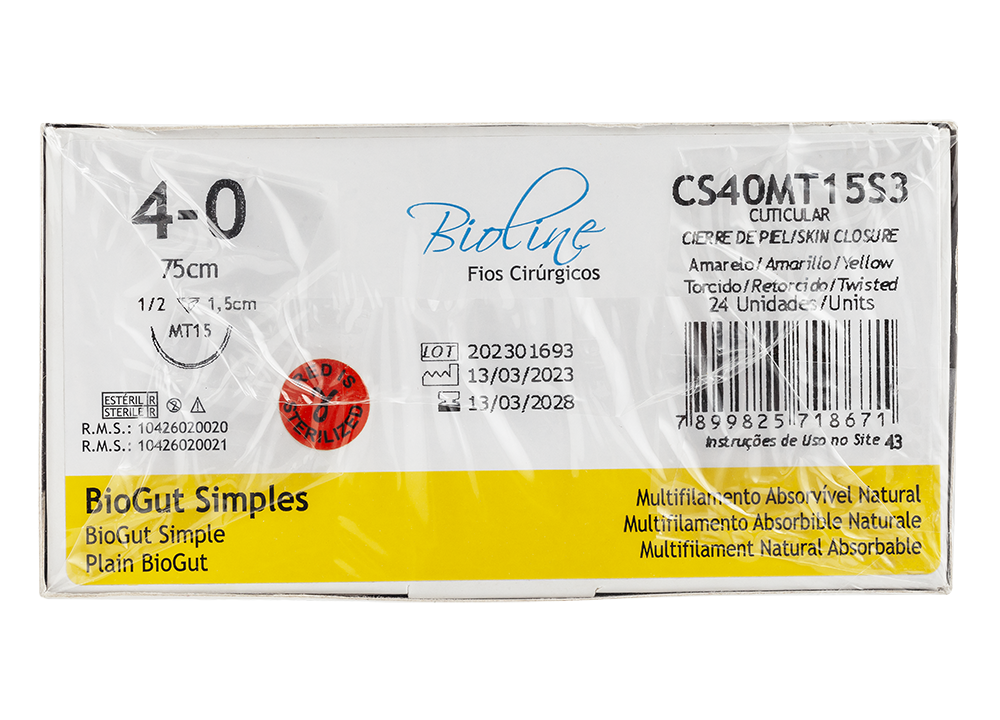 4-0
75cm
1/2 1,5cm
MT15
ESTÉRIL R
STERILE R
R.M.S.: 10426020020
R.M.S.: 10426020021
RED IS
STERILIZED
Bioline
Fios Cirúrgicos
LOT 202301693
13/03/2023
13/03/2028
CS40MT15S3
CUTICULAR
CIERRE DE PIEL/SKIN CLOSURE
Amarelo/Amarillo/Yellow
Torcido/Retorcido/Twisted
24 Unidades/Units
7 899825 718671
Instruções de Uso no Site 43
BioGut Simples
BioGut Simple
Plain BioGut
Multifilamento Absorvível Natural
Multifilamento Absorbible Naturale
Multifilament Natural Absorbable